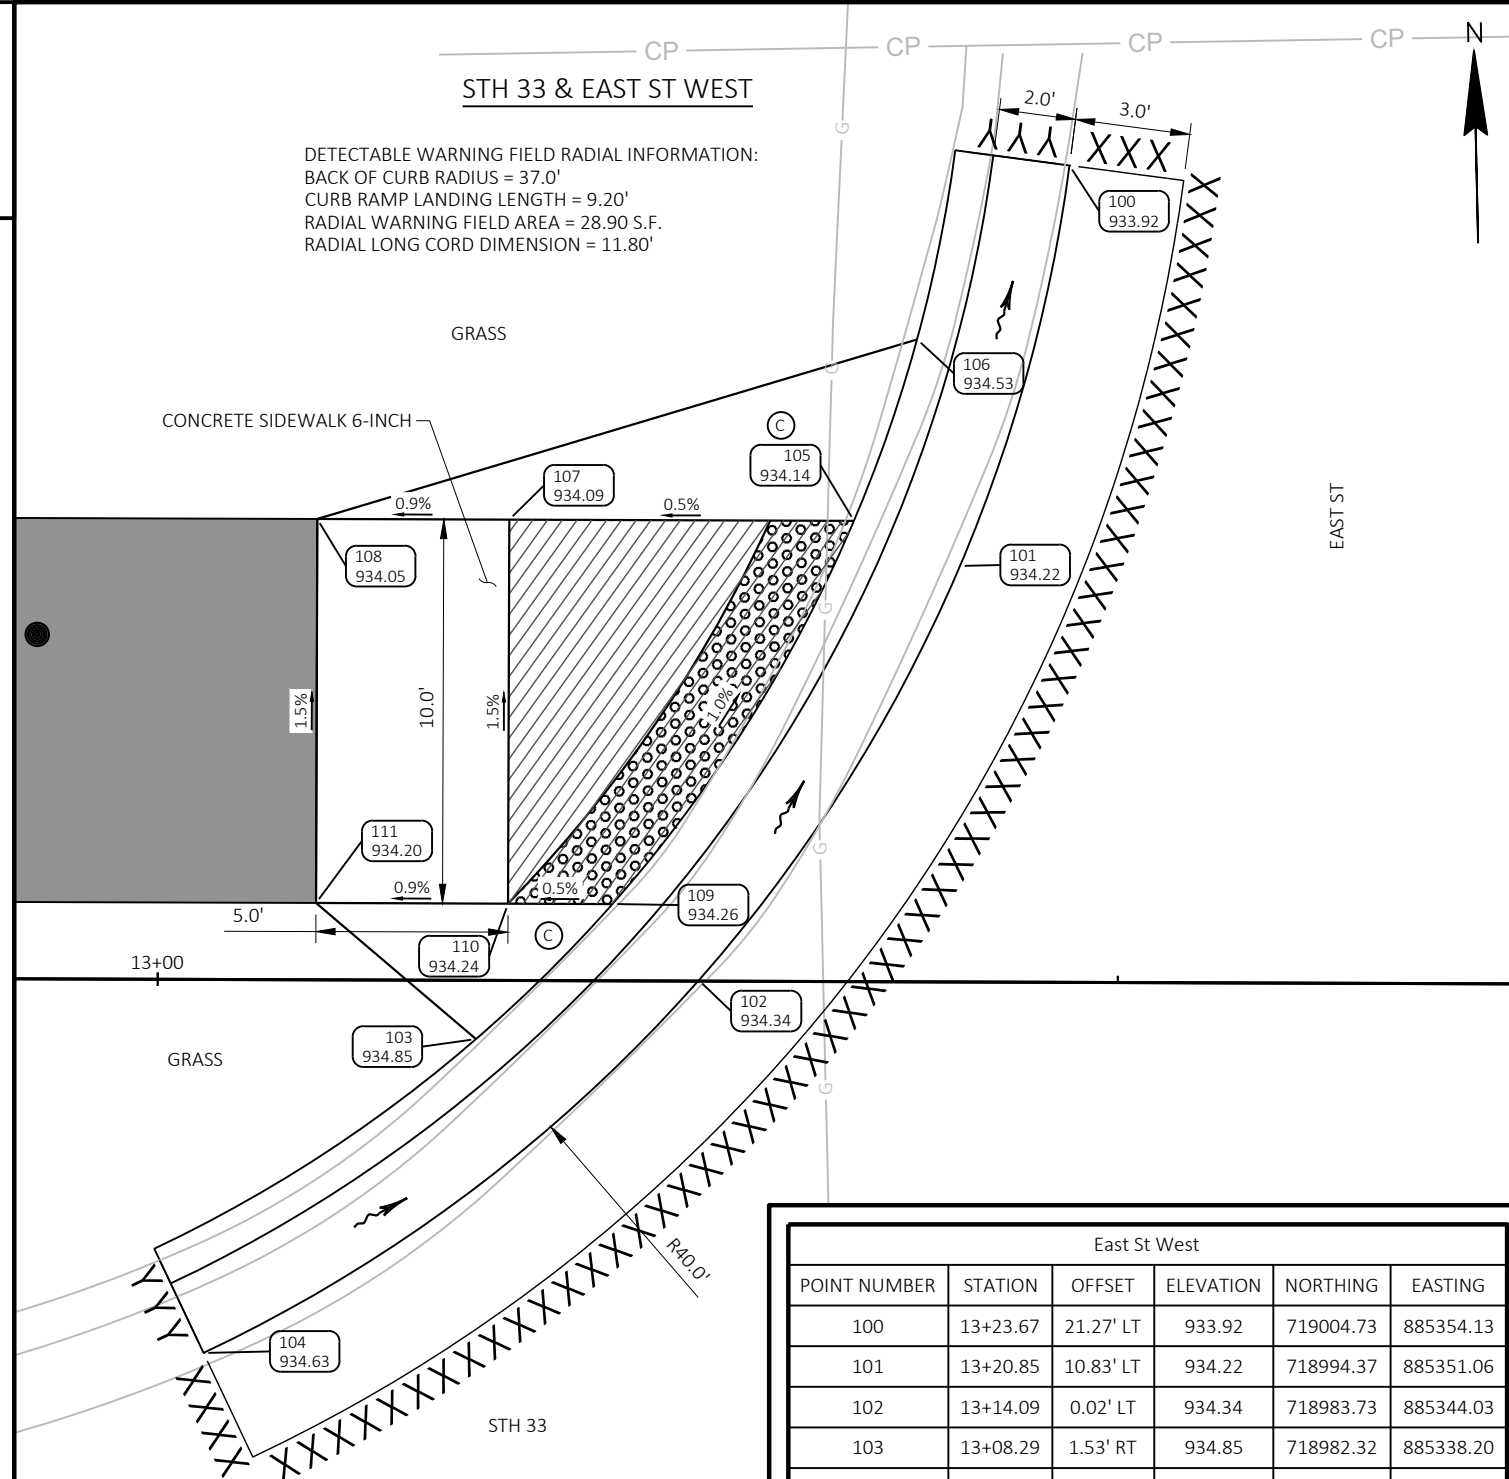 CP CP CP CP
N
STH 33 & EAST ST WEST
2.0'
3.0'
G
DETECTABLE WARNING FIELD RADIAL INFORMATION:
BACK OF CURB RADIUS = 37.0'
CURB RAMP LANDING LENGTH = 9.20'
RADIAL WARNING FIELD AREA = 28.90 S.F.
RADIAL LONG CORD DIMENSION = 11.80'
100
933.92
GRASS
G
106
934.53
CONCRETE SIDEWALK 6-INCH
C
105
934.14
107
934.09
0.9%
0.5%
EAST ST
108
934.05
101
934.22
G
1.5%
10.0'
1.5%
1.0%
111
934.20
G
0.9%
0.5%
109
934.26
5.0'
110
934.24
C
13+00
102
934.34
103
934.85
GRASS
G
R40.0'
104
934.63
STH 33
East St West
POINT NUMBER STATION OFFSET ELEVATION NORTHING EASTING
100 13+23.67 21.27' LT 933.92 719004.73 885354.13
101 13+20.85 10.83' LT 934.22 718994.37 885351.06
102 13+14.09 0.02' LT 934.34 718983.73 885344.03
103 13+08.29 1.53' RT 934.85 718982.32 885338.20